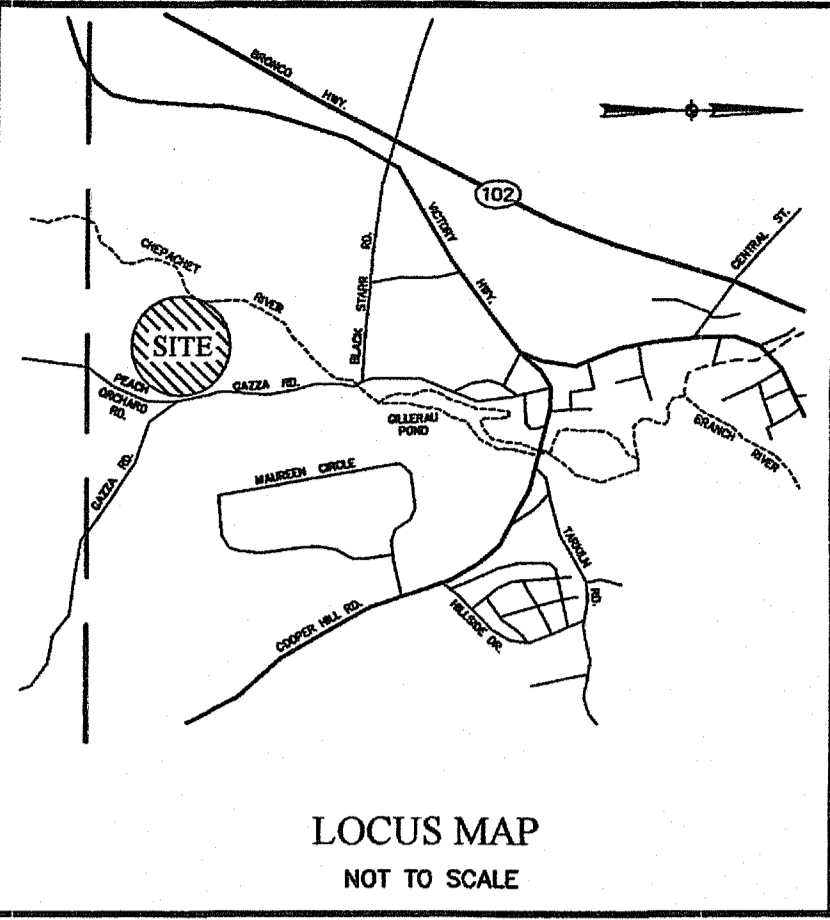 BRONCO
HWY.
102
VICTORY
HWY.
CENTRAL ST.
CHEPACHET
RIVER
BLACK STARR RD.
SITE
PEACH
ORCHARD
RD.
GAZZA RD.
GILLERAU
POND
BRANCH
RIVER
GAZZA RD.
MAUREEN CIRCLE
TARKILN
RD.
HILLSIDE DR.
COOPER HILL RD.
LOCUS MAP
NOT TO SCALE